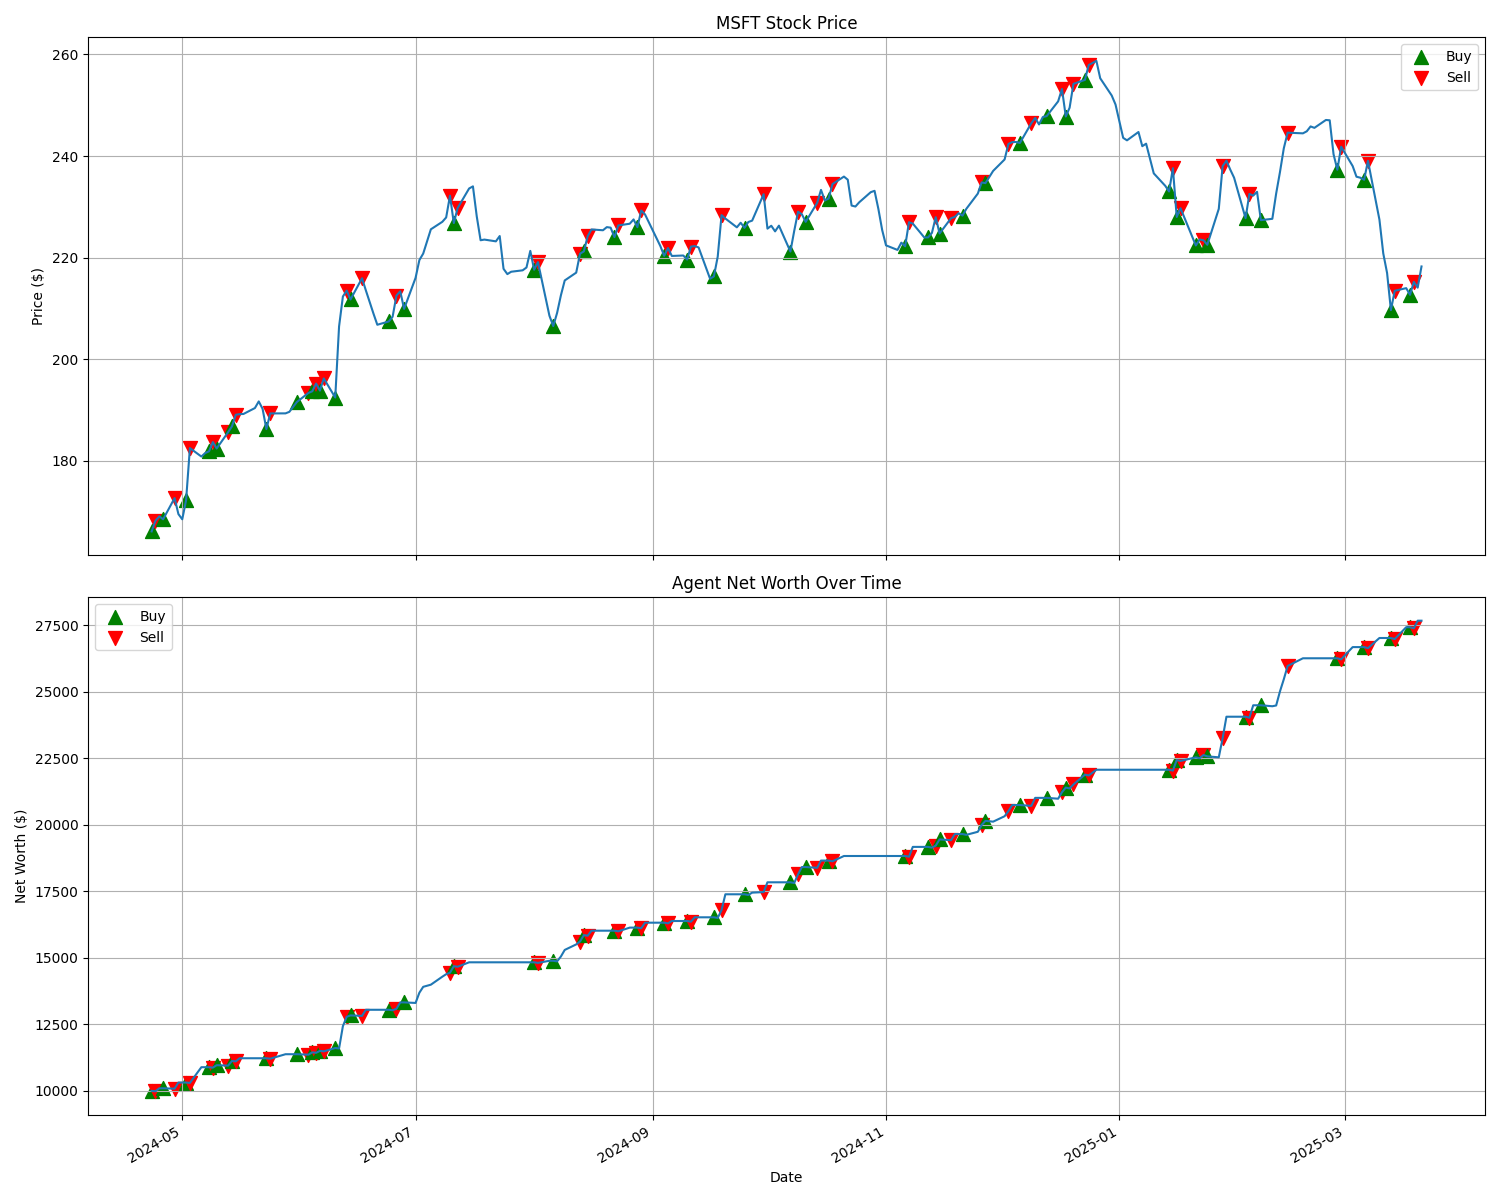 MSFT Stock Price
Buy
Sell
Price ($)
260
240
220
200
180
Agent Net Worth Over Time
Buy
Sell
Net Worth ($)
27500
25000
22500
20000
17500
15000
12500
10000
2024-05
2024-07
2024-09
2024-11
2025-01
2025-03
Date